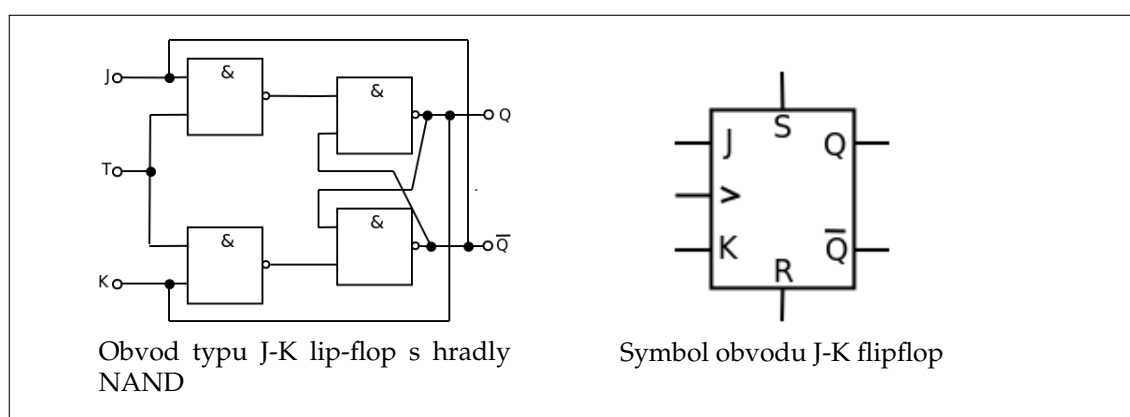 J
&
&
Q
T
&
&
Q̅
K
Obvod typu J-K lip-flop s hradly
NAND
S
J
Q
>
K
Q̅
R
Symbol obvodu J-K flipflop